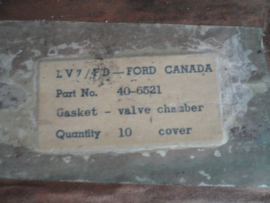 LV7/FD—FORD CANADA
Part No. 40-6521
Gasket - valve chamber
Quantity 10 cover